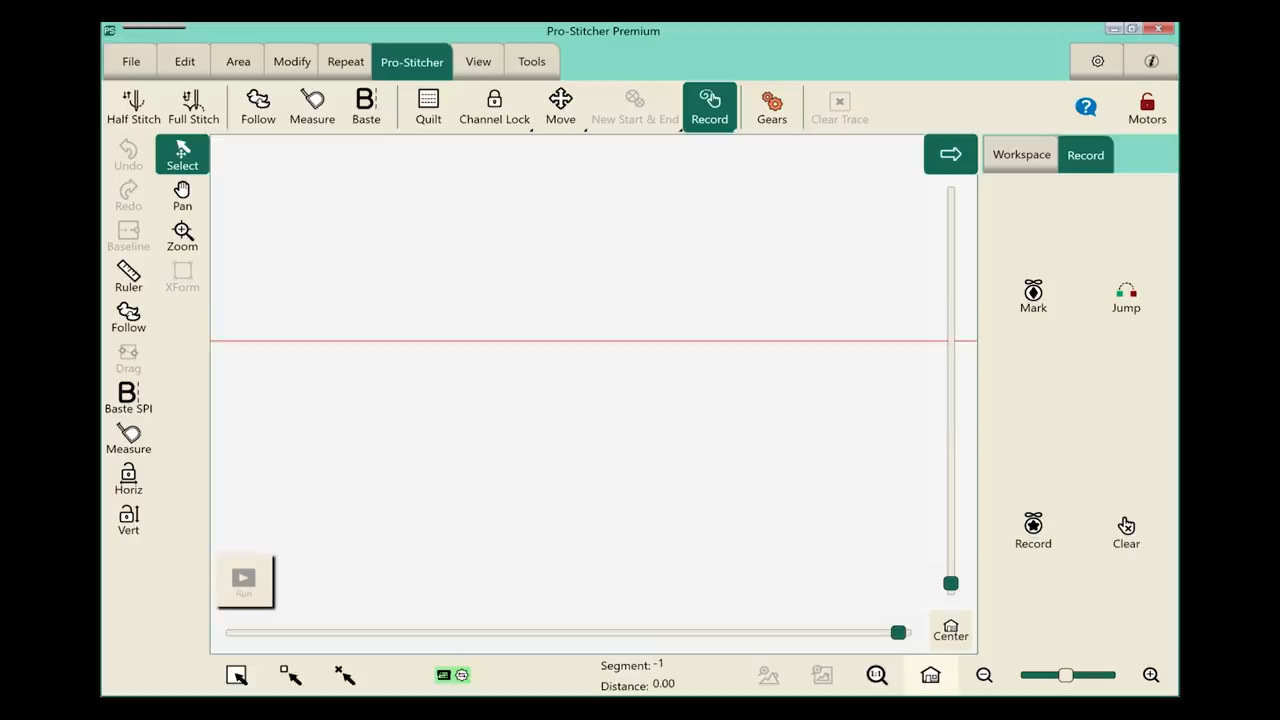 PS Pro-Stitcher Premium
File Edit Area Modify Repeat Pro-Stitcher View Tools
Half Stitch Full Stitch Follow Measure Baste Quilt Channel Lock Move New Start & End Record Gears Clear Trace ? Motors
Undo Select Workspace Record
Redo Pan
Baseline Zoom
Ruler XForm
Follow Mark Jump
Drag
Baste SPI
Measure
Horiz
Vert Record Clear
Run
Center
Segment: -1
Distance: 0.00
1:1